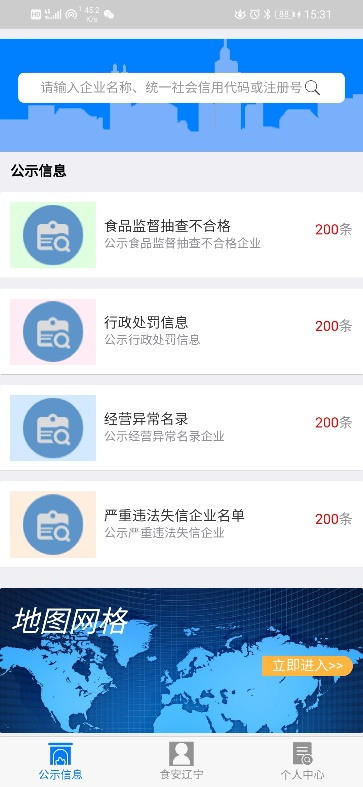 HD 1 45.2 K/s 88 15:31
请输入企业名称、统一社会信用代码或注册号
公示信息
食品监督抽查不合格
公示食品监督抽查不合格企业
200条
行政处罚信息
公示行政处罚信息
200条
经营异常名录
公示经营异常名录企业
200条
严重违法失信企业名单
公示严重违法失信企业
200条
地图网格
立即进入>>
公示信息 食安辽宁 个人中心